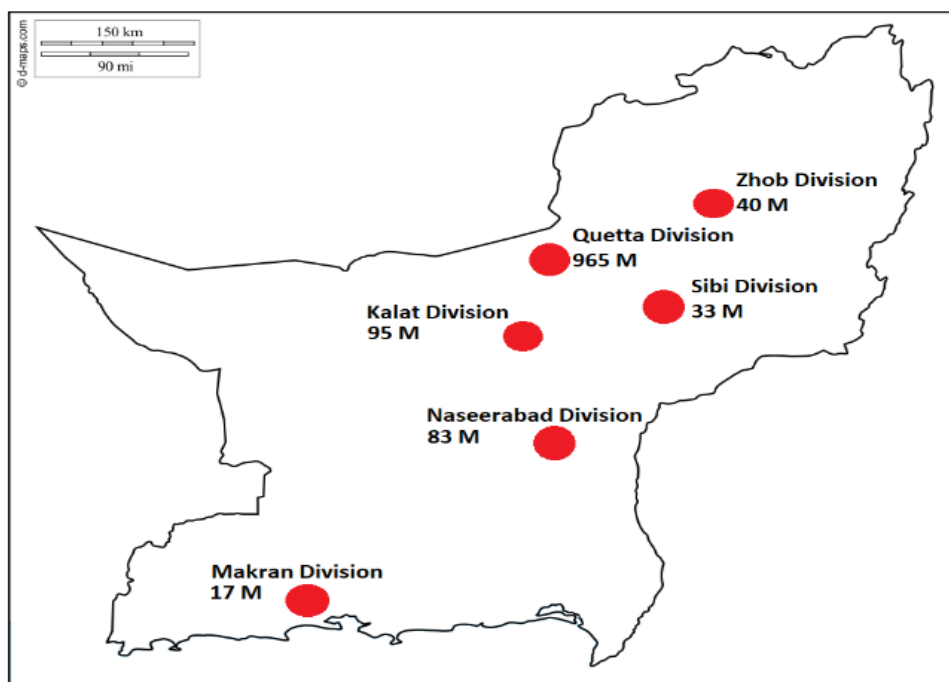 150 km
90 mi
© d-maps.com
Zhob Division
40 M
Quetta Division
965 M
Sibi Division
33 M
Kalat Division
95 M
Naseerabad Division
83 M
Makran Division
17 M